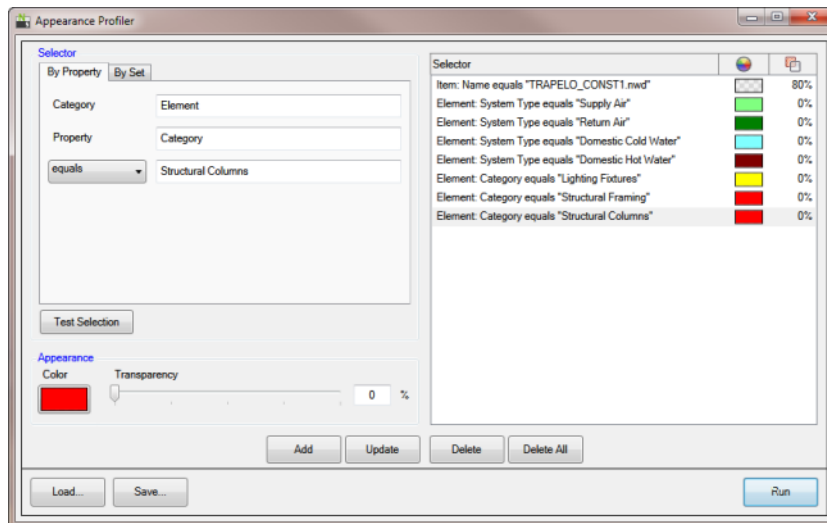 Appearance Profiler
Selector
By Property By Set
Category Element
Property Category
equals Structural Columns
Test Selection
Appearance
Color Transparency
0 %
Selector
Item: Name equals "TRAPELO_CONST1.nwd" 80%
Element: System Type equals "Supply Air" 0%
Element: System Type equals "Return Air" 0%
Element: System Type equals "Domestic Cold Water" 0%
Element: System Type equals "Domestic Hot Water" 0%
Element: Category equals "Lighting Fixtures" 0%
Element: Category equals "Structural Framing" 0%
Element: Category equals "Structural Columns" 0%
Add Update Delete Delete All
Load... Save... Run